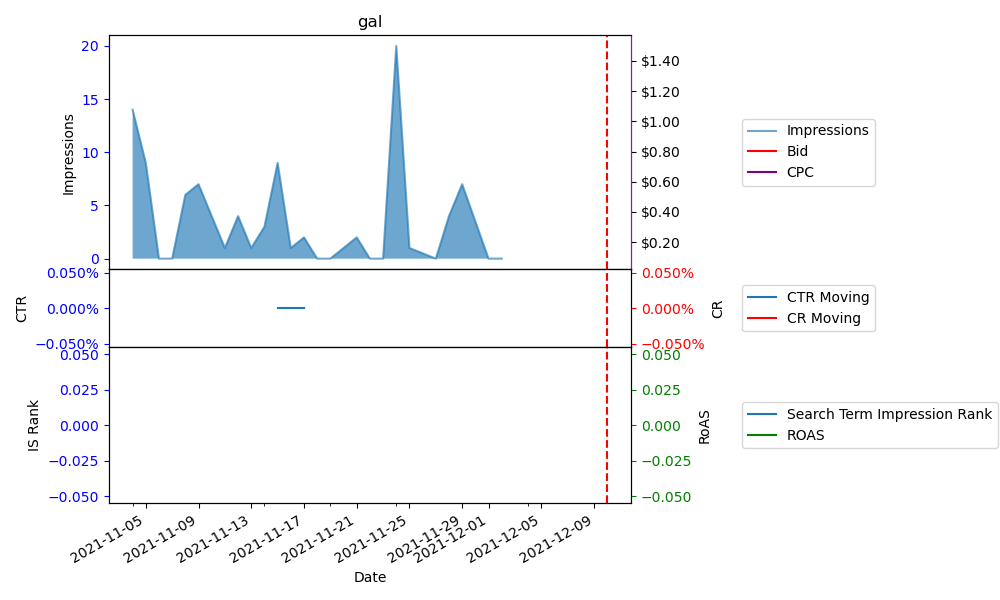 gal
20
15
10
5
0
Impressions
$1.40
$1.20
$1.00
$0.80
$0.60
$0.40
$0.20
Impressions
Bid
CPC
0.050%
0.000%
−0.050%
CTR
0.050%
0.000%
−0.050%
CR
CTR Moving
CR Moving
0.050
0.025
0.000
−0.025
−0.050
IS Rank
0.050
0.025
0.000
−0.025
−0.050
RoAS
Search Term Impression Rank
ROAS
2021-11-05
2021-11-09
2021-11-13
2021-11-17
2021-11-21
2021-11-25
2021-11-29
2021-12-01
2021-12-05
2021-12-09
Date